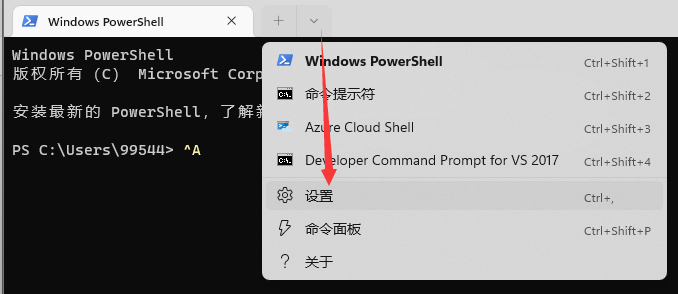 Windows PowerShell
Windows PowerShell
版权所有 (C) Microsoft Corp
安装最新的 PowerShell，了解新
PS C:\Users\99544> ^A
Windows PowerShell Ctrl+Shift+1
命令提示符 Ctrl+Shift+2
Azure Cloud Shell Ctrl+Shift+3
Developer Command Prompt for VS 2017 Ctrl+Shift+4
设置 Ctrl+,
命令面板 Ctrl+Shift+P
关于